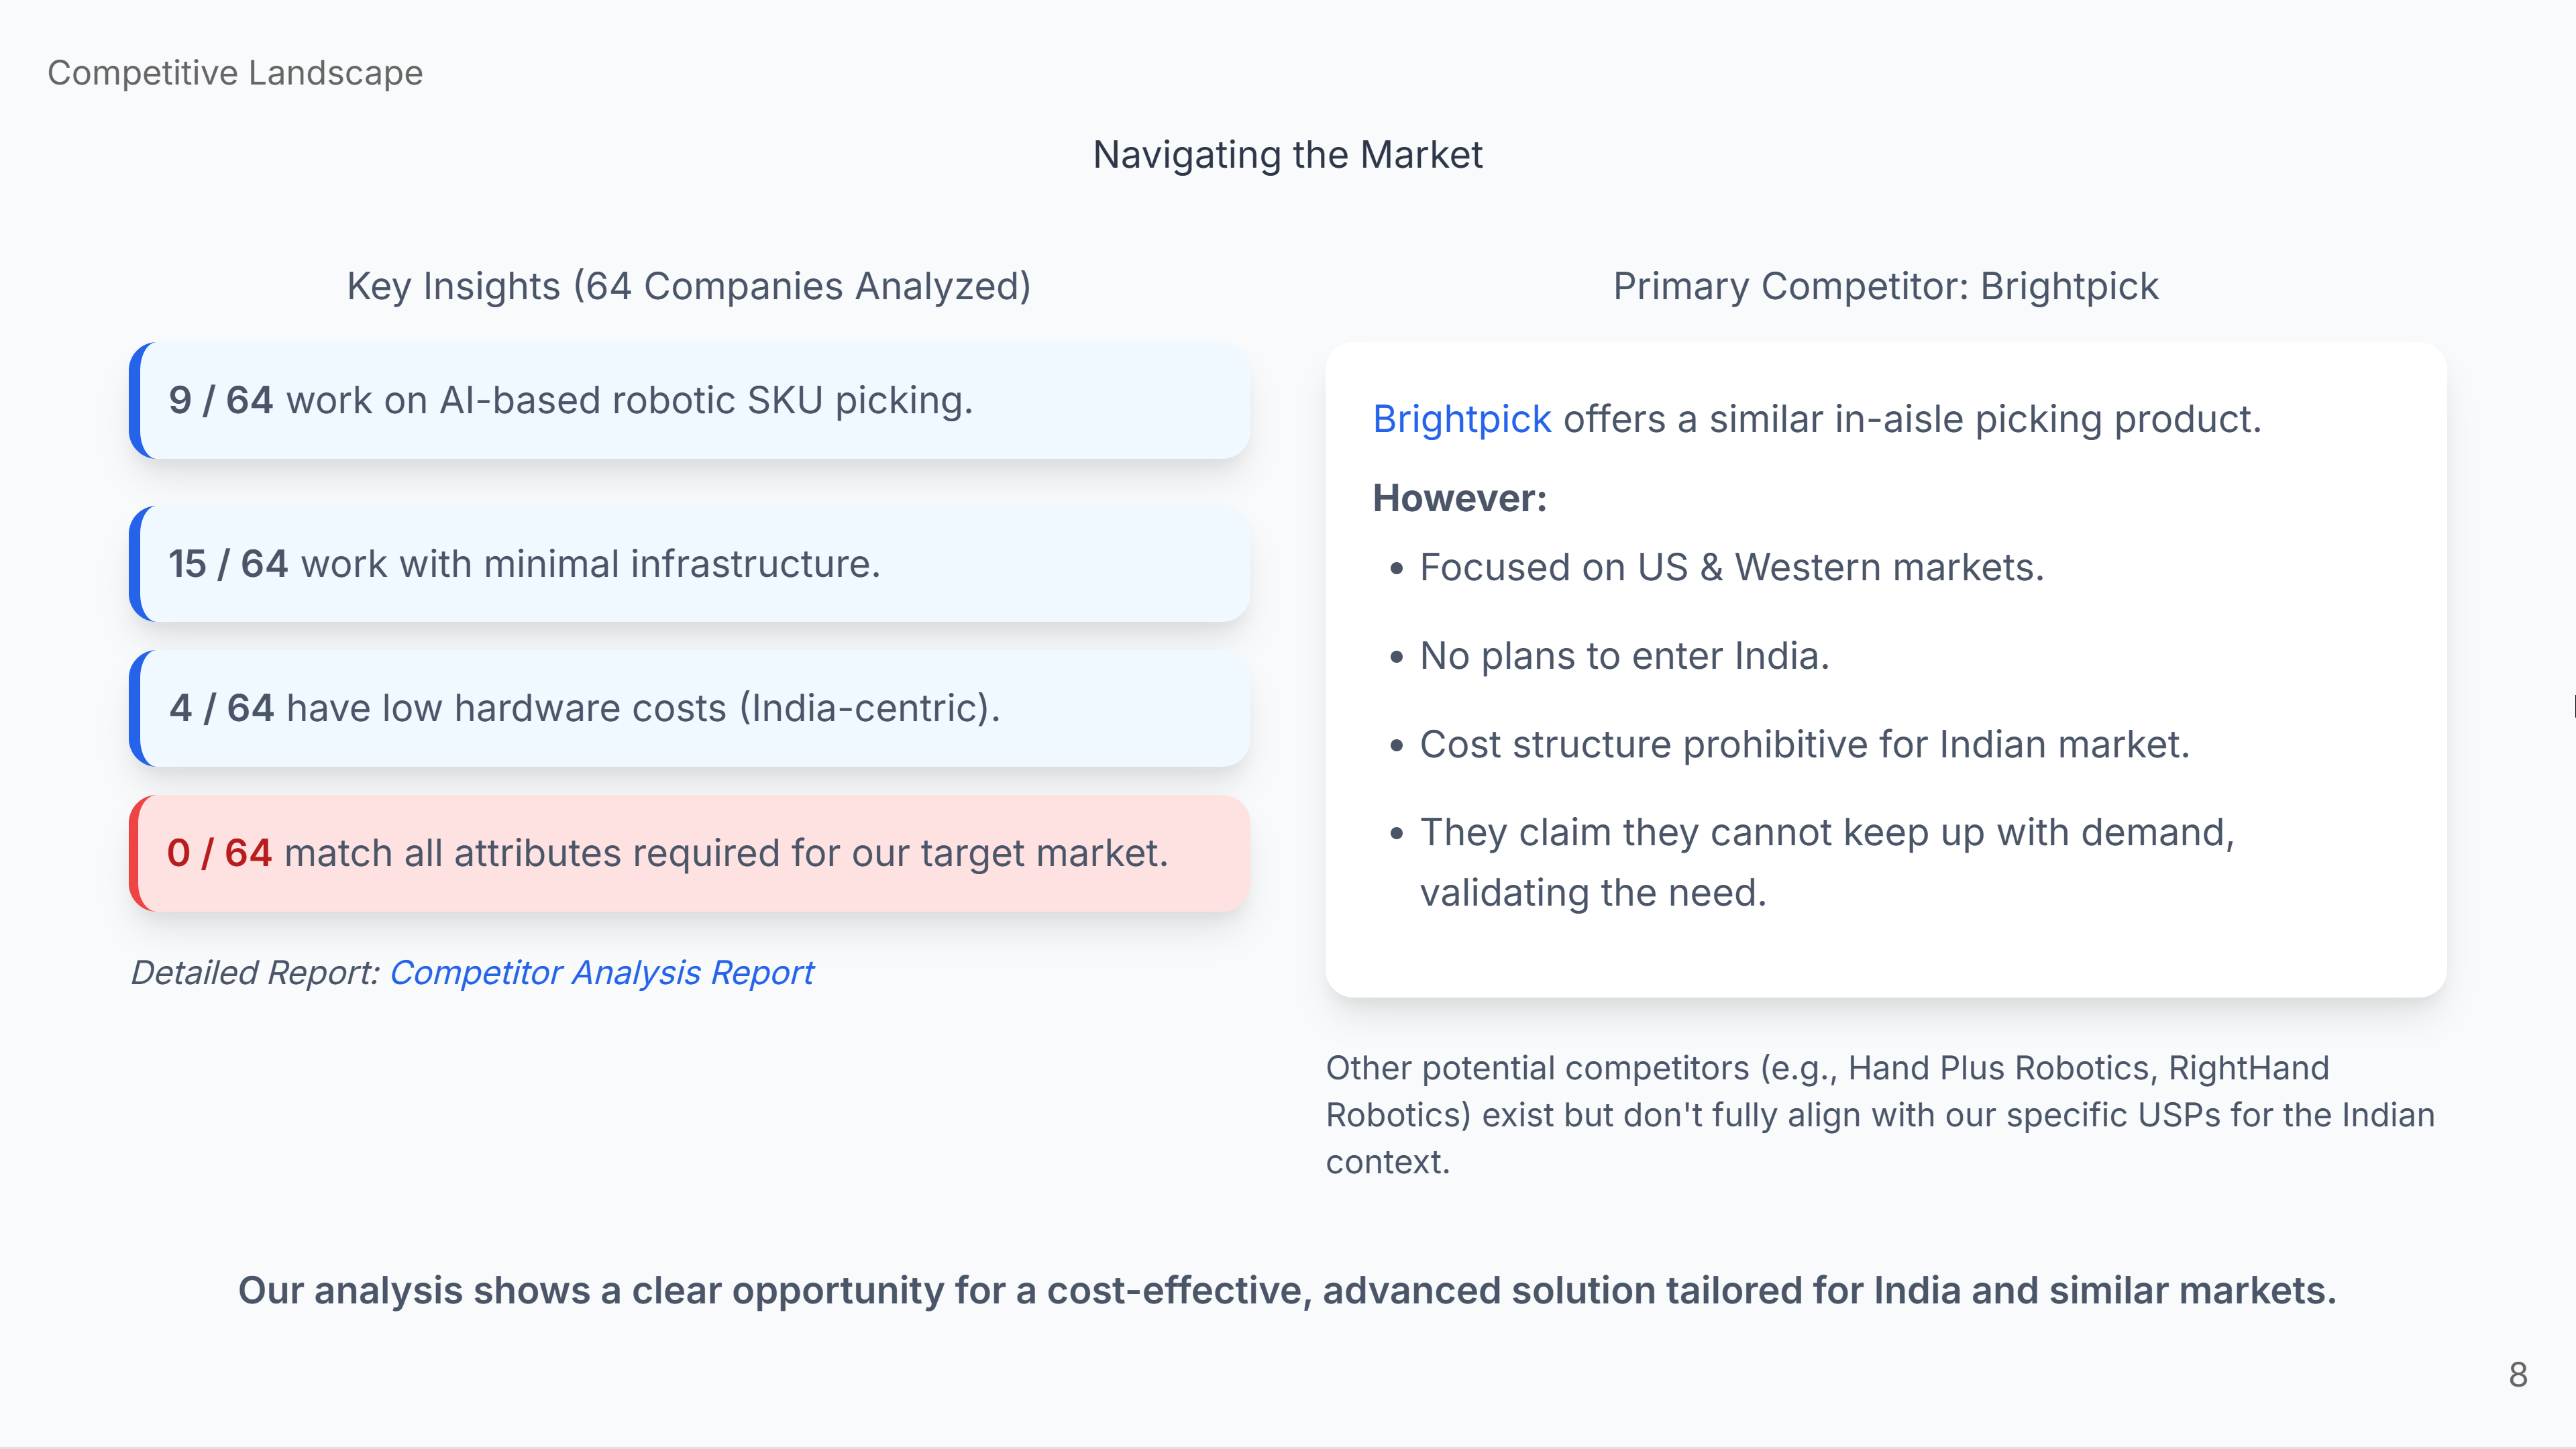 Competitive Landscape
Navigating the Market
Key Insights (64 Companies Analyzed)
9 / 64 work on AI-based robotic SKU picking.
15 / 64 work with minimal infrastructure.
4 / 64 have low hardware costs (India-centric).
0 / 64 match all attributes required for our target market.
Detailed Report: Competitor Analysis Report
Primary Competitor: Brightpick
Brightpick offers a similar in-aisle picking product.
However:
• Focused on US & Western markets.
• No plans to enter India.
• Cost structure prohibitive for Indian market.
• They claim they cannot keep up with demand,
validating the need.
Other potential competitors (e.g., Hand Plus Robotics, RightHand
Robotics) exist but don't fully align with our specific USPs for the Indian
context.
Our analysis shows a clear opportunity for a cost-effective, advanced solution tailored for India and similar markets.
8